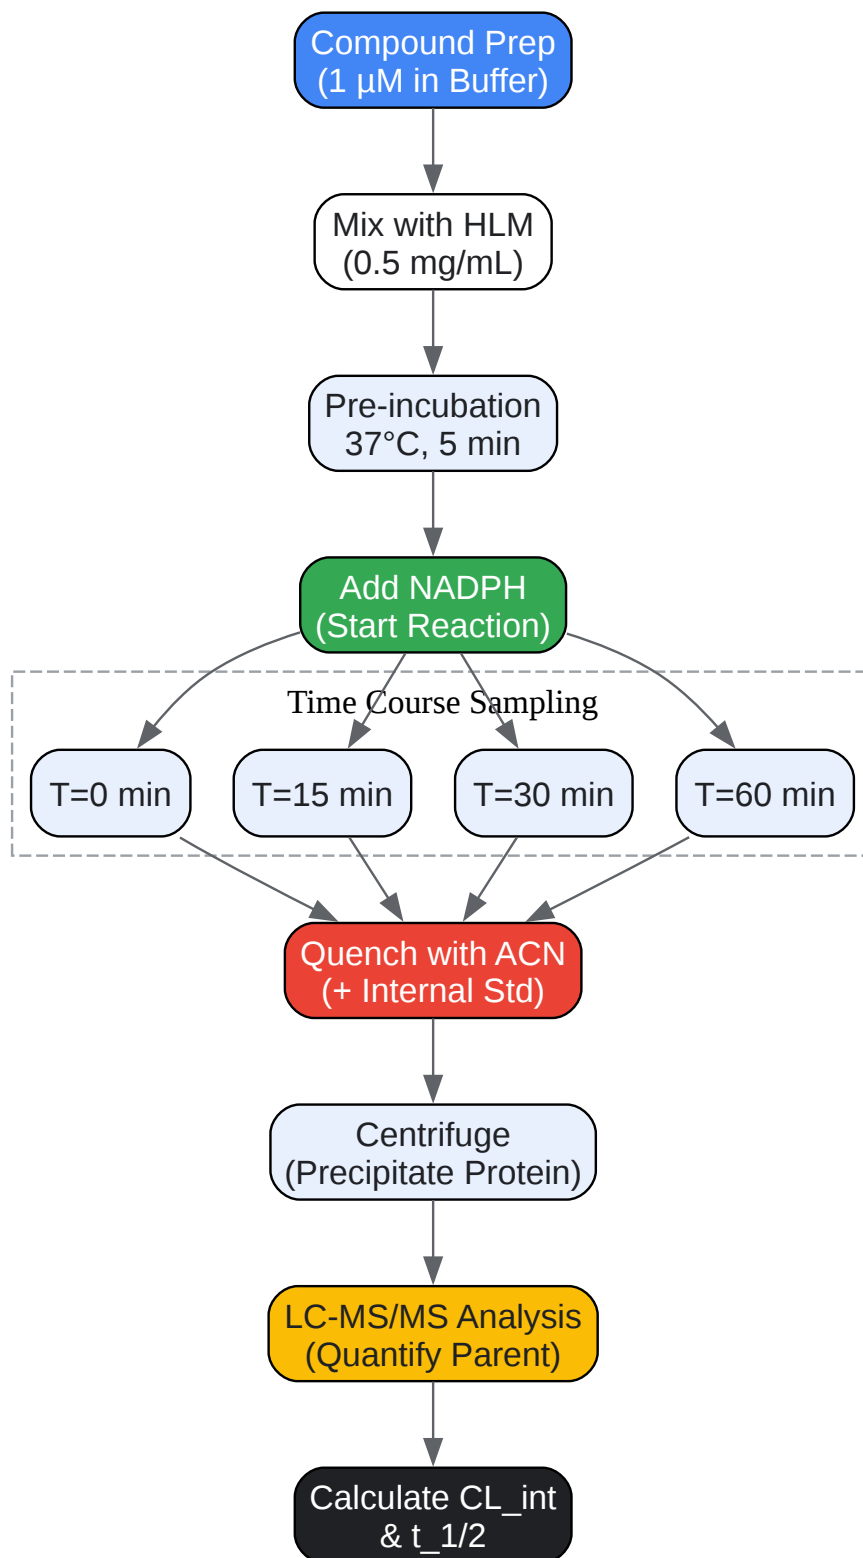 Compound Prep
(1 µM in Buffer)
Mix with HLM
(0.5 mg/mL)
Pre-incubation
37°C, 5 min
Add NADPH
(Start Reaction)
Time Course Sampling
T=0 min
T=15 min
T=30 min
T=60 min
Quench with ACN
(+ Internal Std)
Centrifuge
(Precipitate Protein)
LC-MS/MS Analysis
(Quantify Parent)
Calculate CL_int
& t_1/2